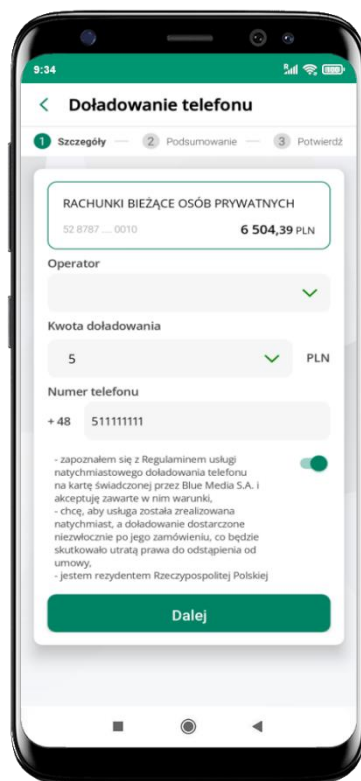 9:34
Doładowanie telefonu
1 Szczegóły 2 Podsumowanie 3 Potwierdź
RACHUNKI BIEŻĄCE OSÓB PRYWATNYCH
52 8787 .... 0010 6 504,39 PLN
Operator
Kwota doładowania
5 PLN
Numer telefonu
+ 48 511111111
- zapoznałem się z Regulaminem usługi
natychmiastowego doładowania telefonu
na kartę świadczonej przez Blue Media S.A. i
akceptuję zawarte w nim warunki,
- chcę, aby usługa została zrealizowana
natychmiast, a doładowanie dostarczone
niezwłocznie po jego zamówieniu, co będzie
skutkowało utratą prawa do odstąpienia od
umowy,
- jestem rezydentem Rzeczypospolitej Polskiej
Dalej